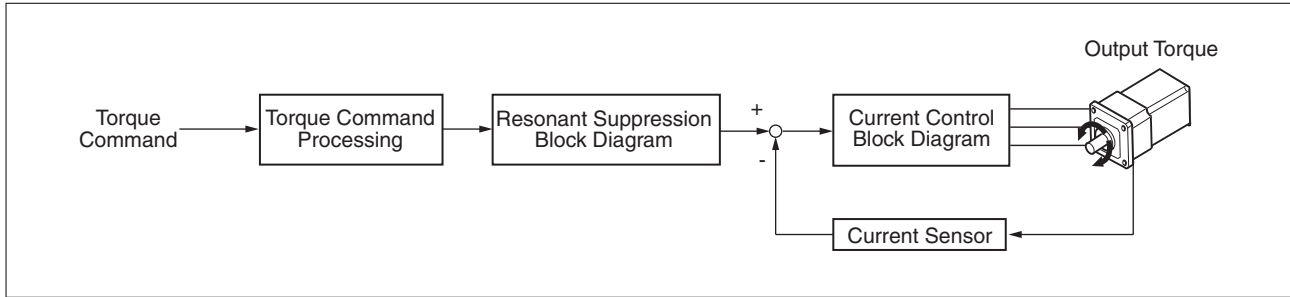 Output Torque
Torque
Command
Torque Command
Processing
Resonant Suppression
Block Diagram
+
-
Current Control
Block Diagram
Current Sensor